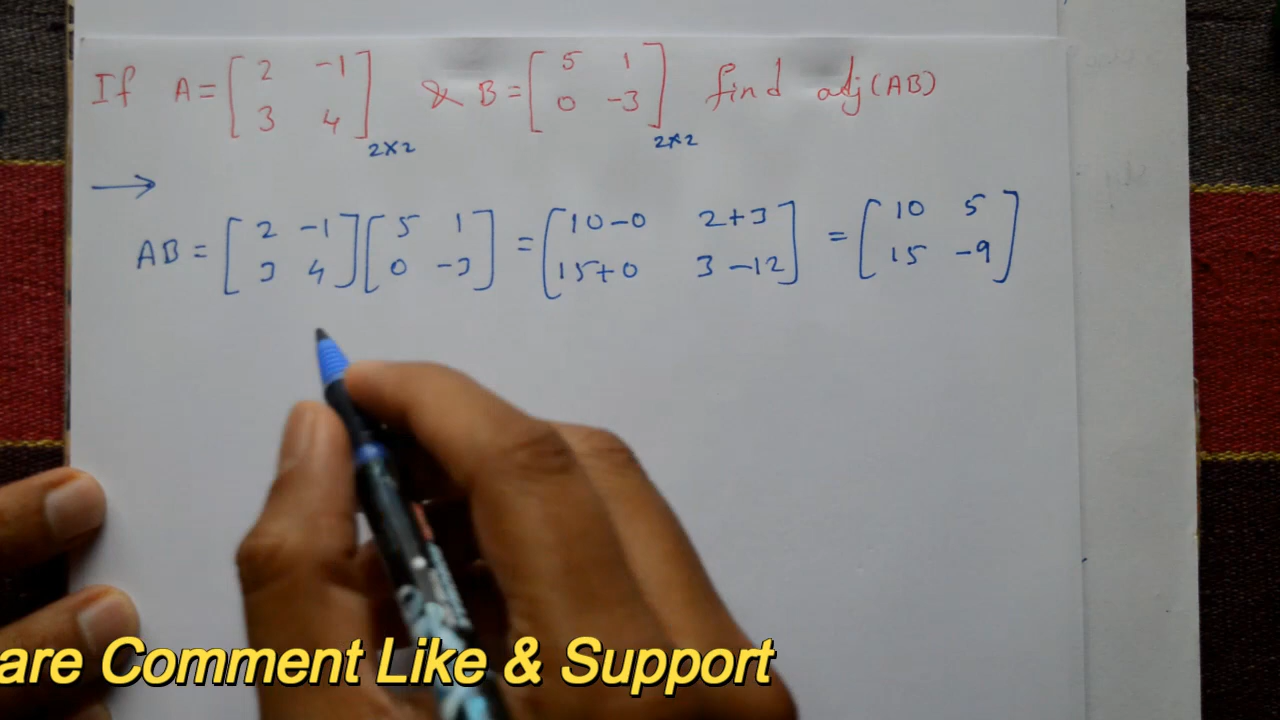 If A = [ 2 -1 3 4 ] 2×2 & B = [ 5 1 0 -3 ] 2×2 find adj(AB)
→
AB = [ 2 -1 3 4 ] [ 5 1 0 -3 ] = [ 10-0 2+3 15+0 3-12 ] = [ 10 5 15 -9 ]
are Comment Like & Support